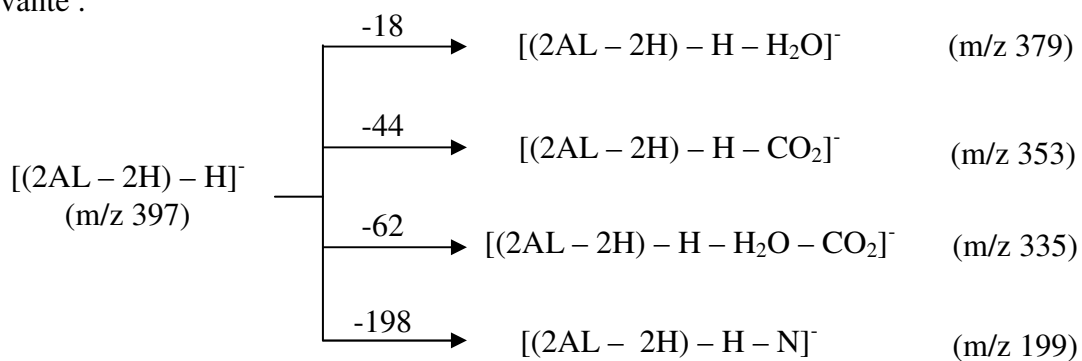 vante :
-18 [(2AL – 2H) – H – H₂O]⁻ (m/z 379)
-44 [(2AL – 2H) – H – CO₂]⁻ (m/z 353)
[(2AL – 2H) – H]⁻
(m/z 397)
-62 [(2AL – 2H) – H – H₂O – CO₂]⁻ (m/z 335)
-198 [(2AL – 2H) – H – N]⁻ (m/z 199)